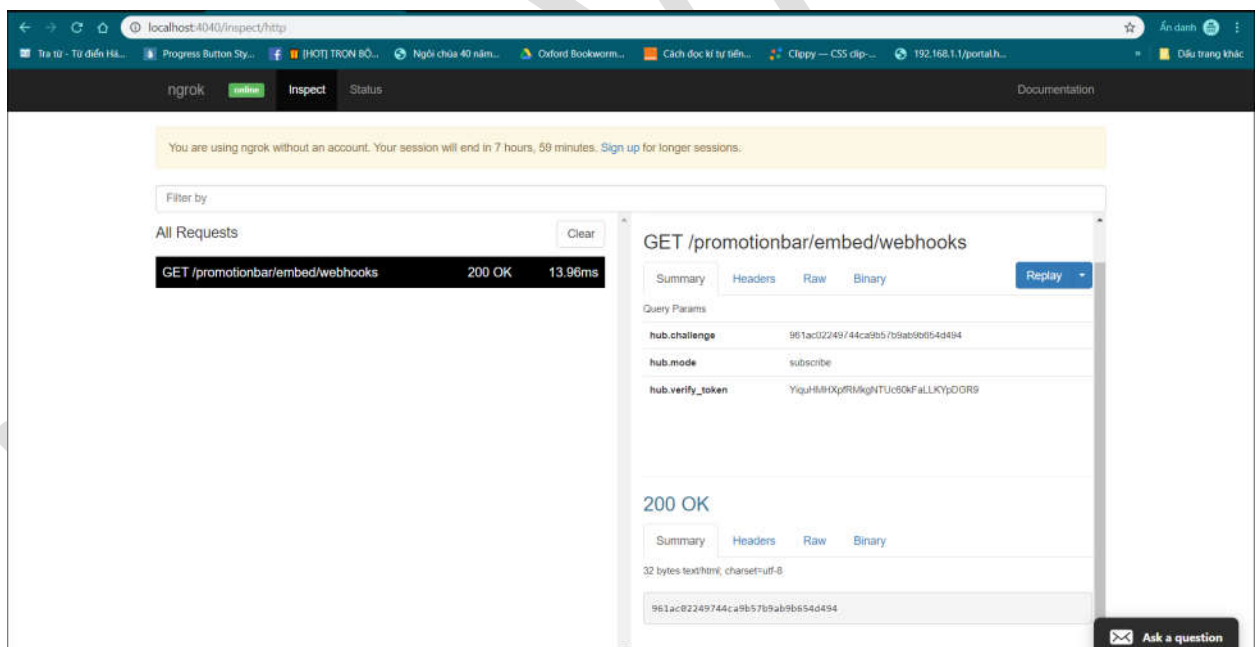 localhost:4040/inspect/http
Ẩn danh
Tra từ - Từ điển Hà...
Progress Button Sty...
[HOT] TRỌN BỘ...
Ngôi chùa 40 năm...
Oxford Bookworm...
Cách đọc kí tự tiên...
Clippy — CSS clip-...
192.168.1.1/portal.h...
»
Dấu trang khác
ngrok online Inspect Status Documentation
You are using ngrok without an account. Your session will end in 7 hours, 59 minutes. Sign up for longer sessions.
Filter by
All Requests
Clear
GET /promotionbar/embed/webhooks 200 OK 13.96ms
GET /promotionbar/embed/webhooks
Summary Headers Raw Binary
Replay
Query Params
hub.challenge 961ac02249744ca9b57b9ab9b654d494
hub.mode subscribe
hub.verify_token
200 OK
Summary Headers Raw Binary
32 bytes text/html; charset=utf-8
961ac02249744ca9b57b9ab9b654d494
Ask a question